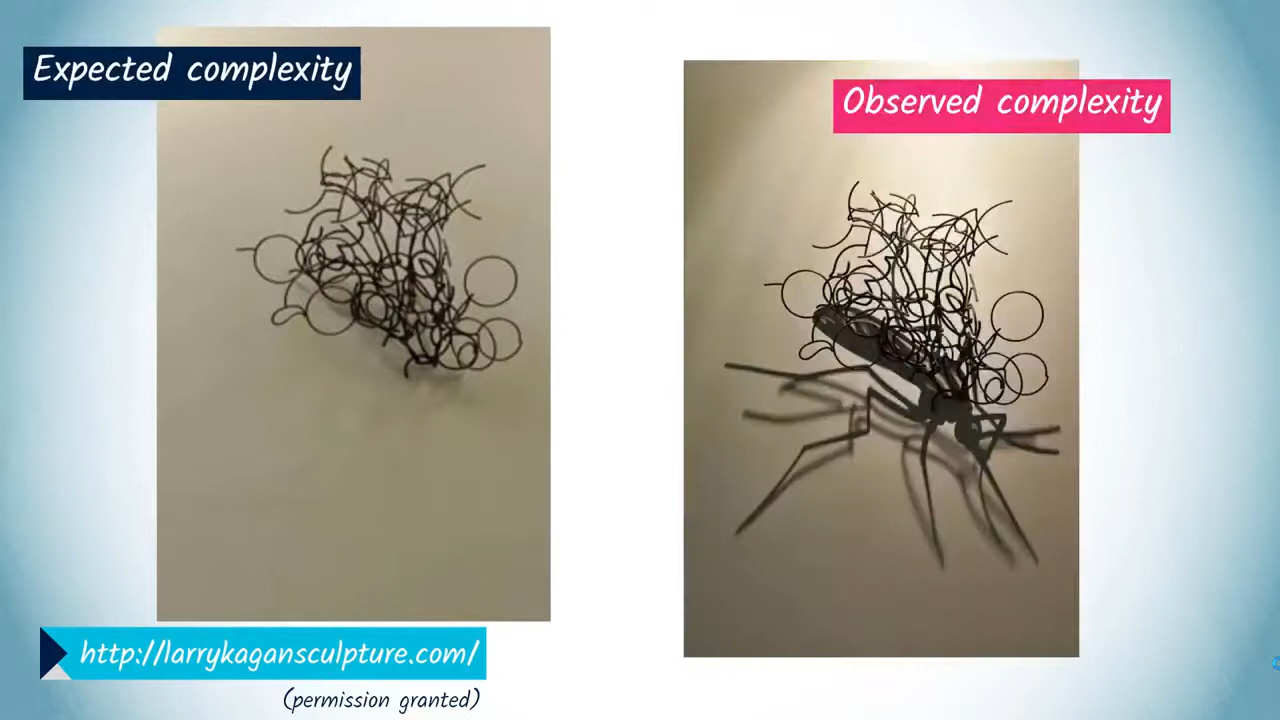 Expected complexity
Observed complexity
http://larrykagansculpture.com/
(permission granted)